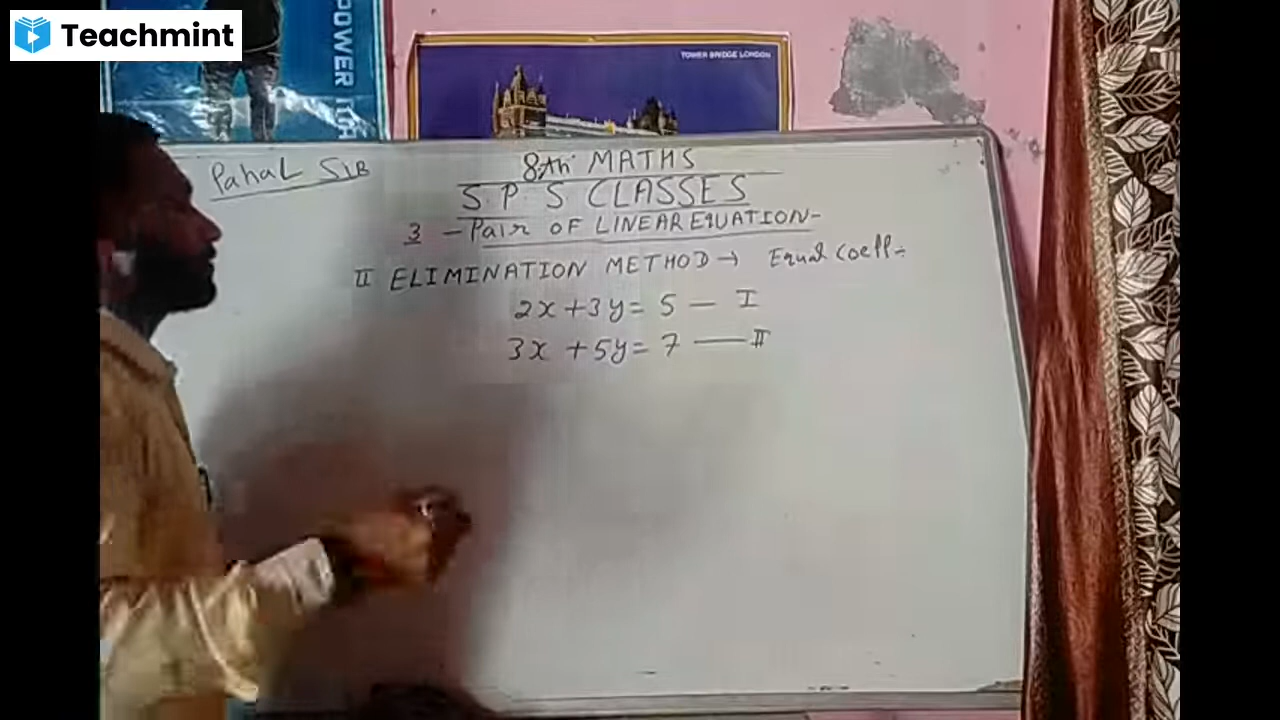 Teachmint
POWER
TOWER BRIDGE LONDON
Pahal SIR
8th MATHS
S P S CLASSES
3 - Pair OF LINEAR EQUATION-
II ELIMINATION METHOD → Equal Coeff-
2x + 3y = 5 — I
3x + 5y = 7 — II